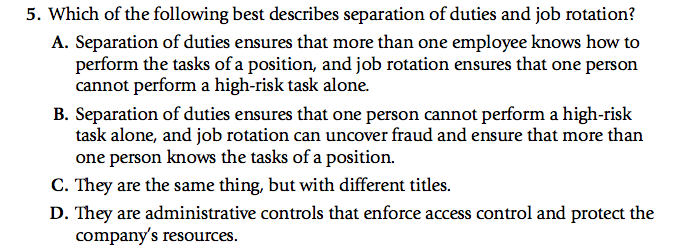 5. Which of the following best describes separation of duties and job rotation?
A. Separation of duties ensures that more than one employee knows how to
perform the tasks of a position, and job rotation ensures that one person
cannot perform a high-risk task alone.
B. Separation of duties ensures that one person cannot perform a high-risk
task alone, and job rotation can uncover fraud and ensure that more than
one person knows the tasks of a position.
C. They are the same thing, but with different titles.
D. They are administrative controls that enforce access control and protect the
company’s resources.